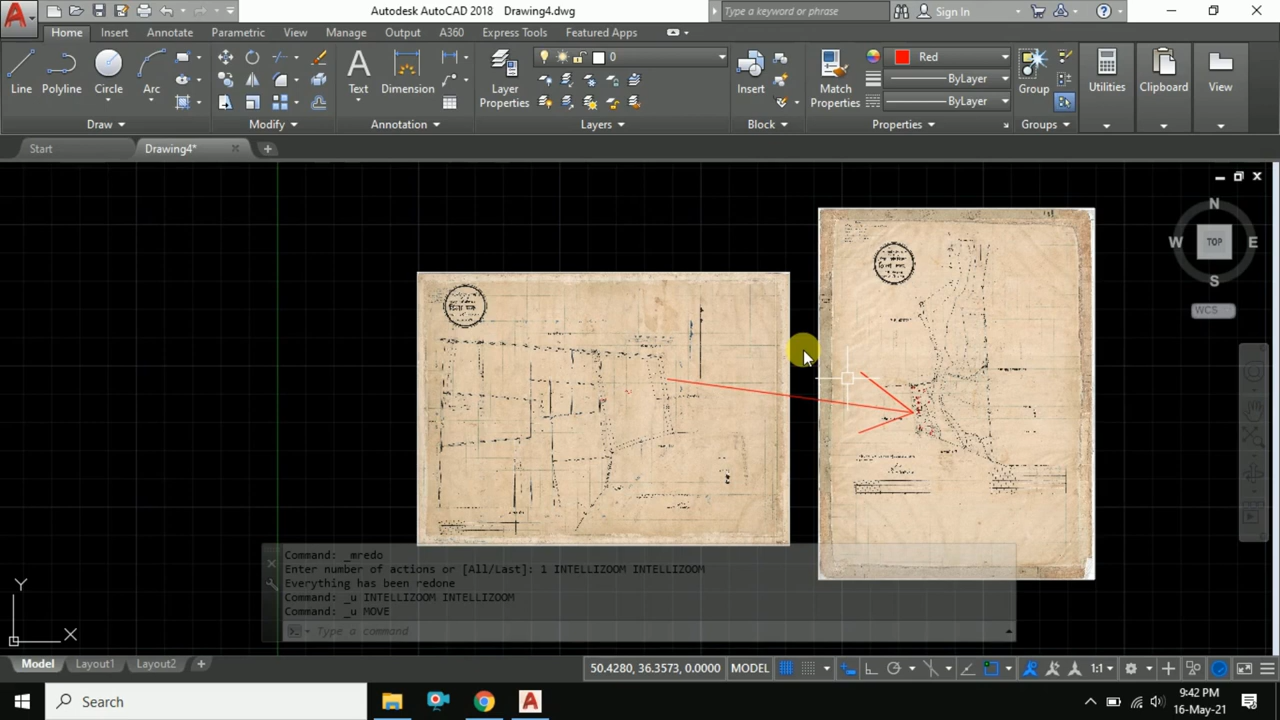 Autodesk AutoCAD 2018 Drawing4.dwg
Type a keyword or phrase
Sign In
Home Insert Annotate Parametric View Manage Output A360 Express Tools Featured Apps
Line Polyline Circle Arc
Text Dimension
Layer Properties
0
Insert
Match Properties
Red
ByLayer
ByLayer
Group
Utilities
Clipboard
View
Draw Modify Annotation Layers Block Properties Groups
Start Drawing4*
N
W TOP E
S
WCS
Command: _mredo
Enter number of actions or [All/Last]: 1 INTELLIZOOM INTELLIZOOM
Everything has been redone
Command: _u INTELLIZOOM INTELLIZOOM
Command: _u MOVE
Type a command
Y
X
Model Layout1 Layout2
50.4280, 36.3573, 0.0000 MODEL
1:1
Search
9:42 PM
16-May-21